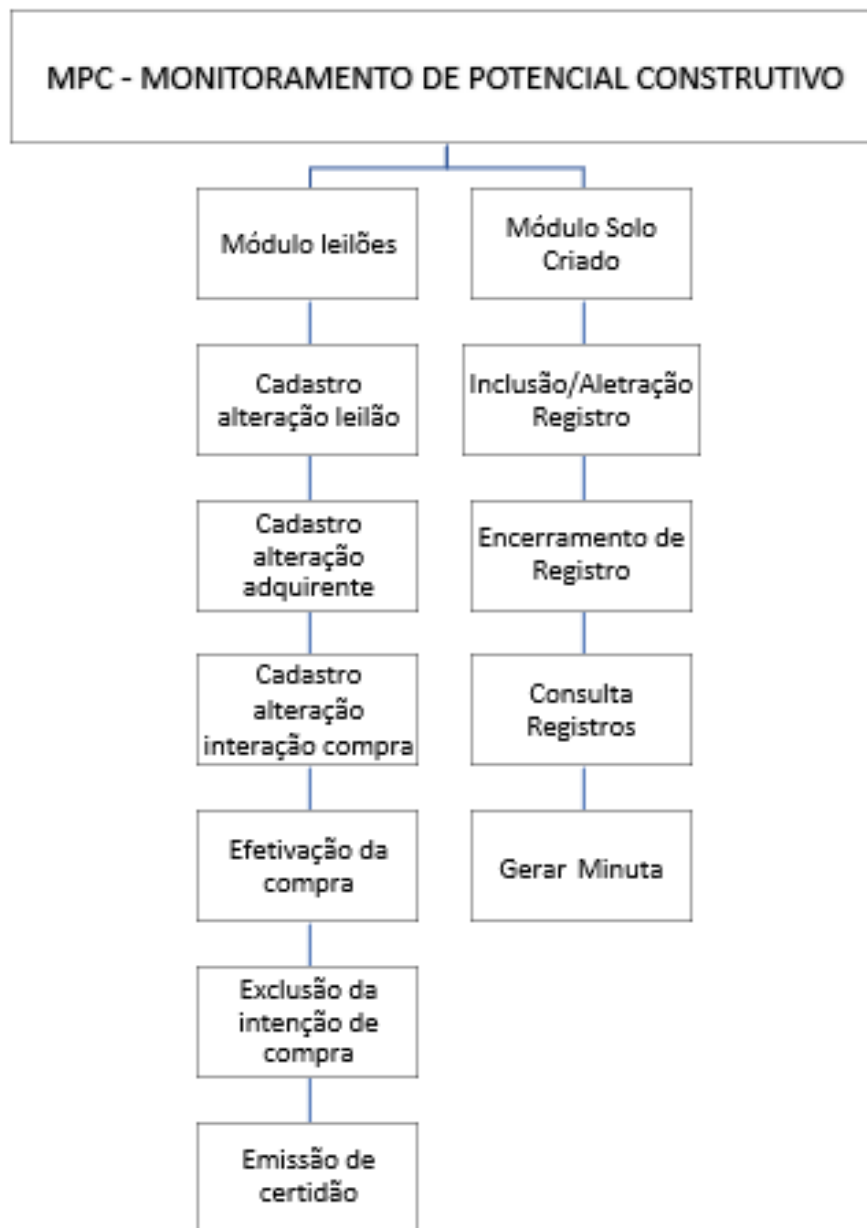 MPC - MONITORAMENTO DE POTENCIAL CONSTRUTIVO
Módulo leilões
Cadastro
alteração leilão
Cadastro
alteração
adquirente
Cadastro
alteração
interação compra
Efetivação da
compra
Exclusão da
intenção de
compra
Emissão de
certidão
Módulo Solo
Criado
Inclusão/Aletração
Registro
Encerramento de
Registro
Consulta
Registros
Gerar Minuta